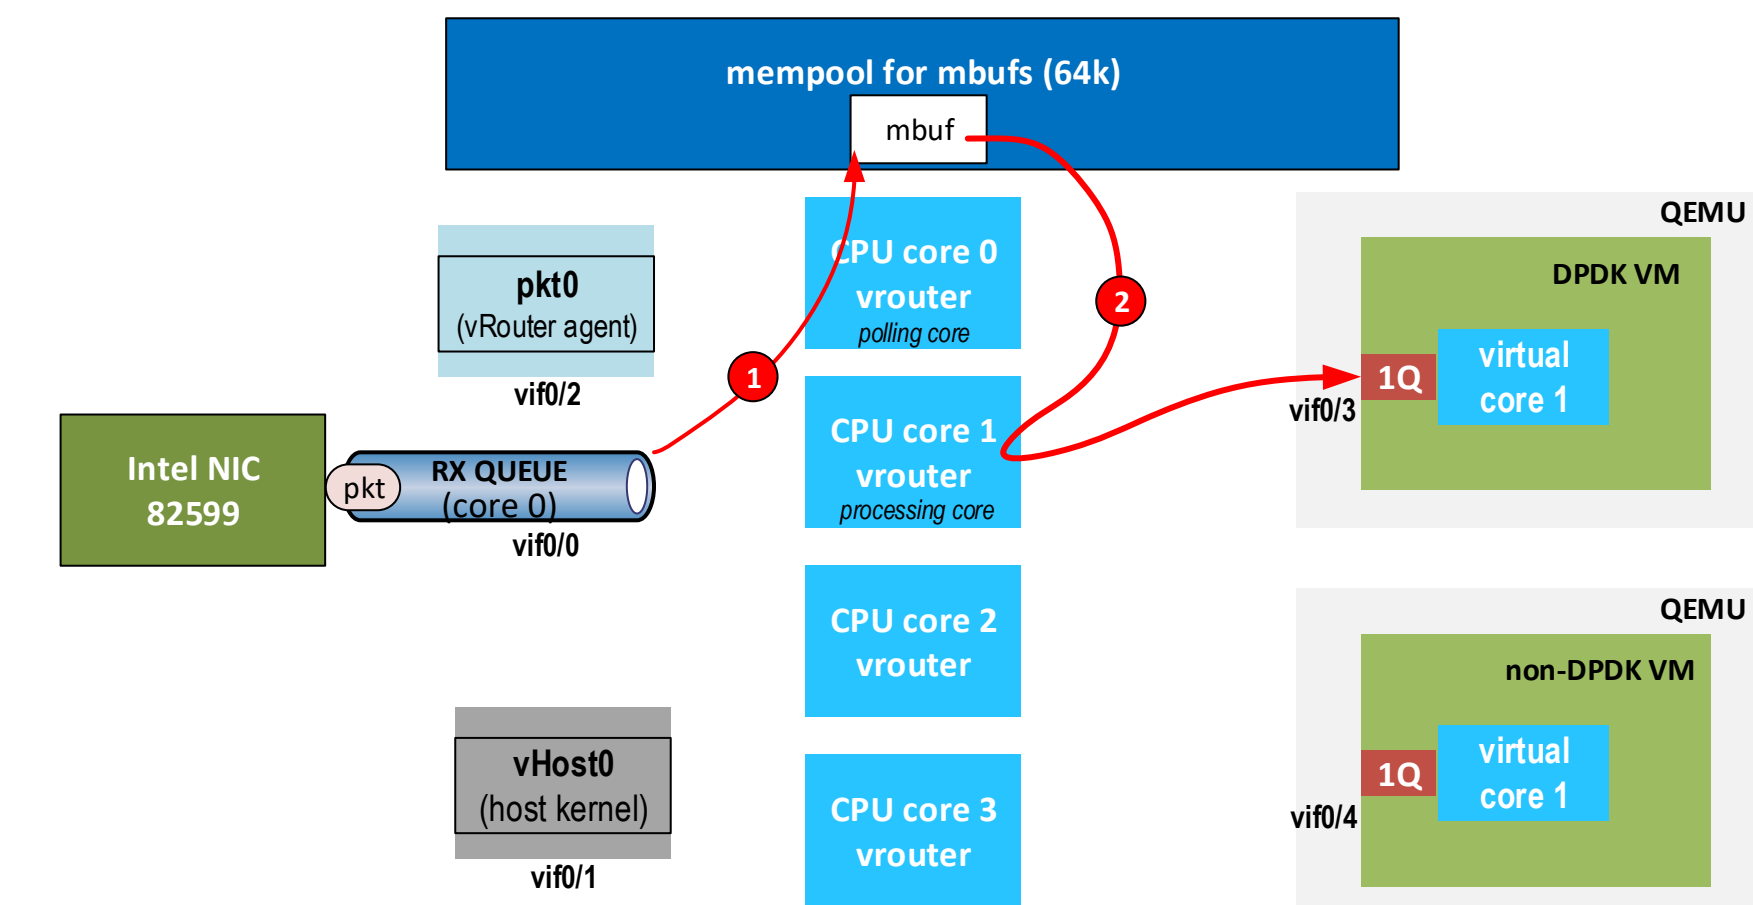 mempool for mbufs (64k)
mbuf
pkt0
(vRouter agent)
vif0/2
Intel NIC
82599
pkt
RX QUEUE
(core 0)
vif0/0
vHost0
(host kernel)
vif0/1
1
2
CPU core 0
vrouter
polling core
CPU core 1
vrouter
processing core
CPU core 2
vrouter
CPU core 3
vrouter
QEMU
DPDK VM
1Q
virtual
core 1
vif0/3
QEMU
non-DPDK VM
1Q
virtual
core 1
vif0/4